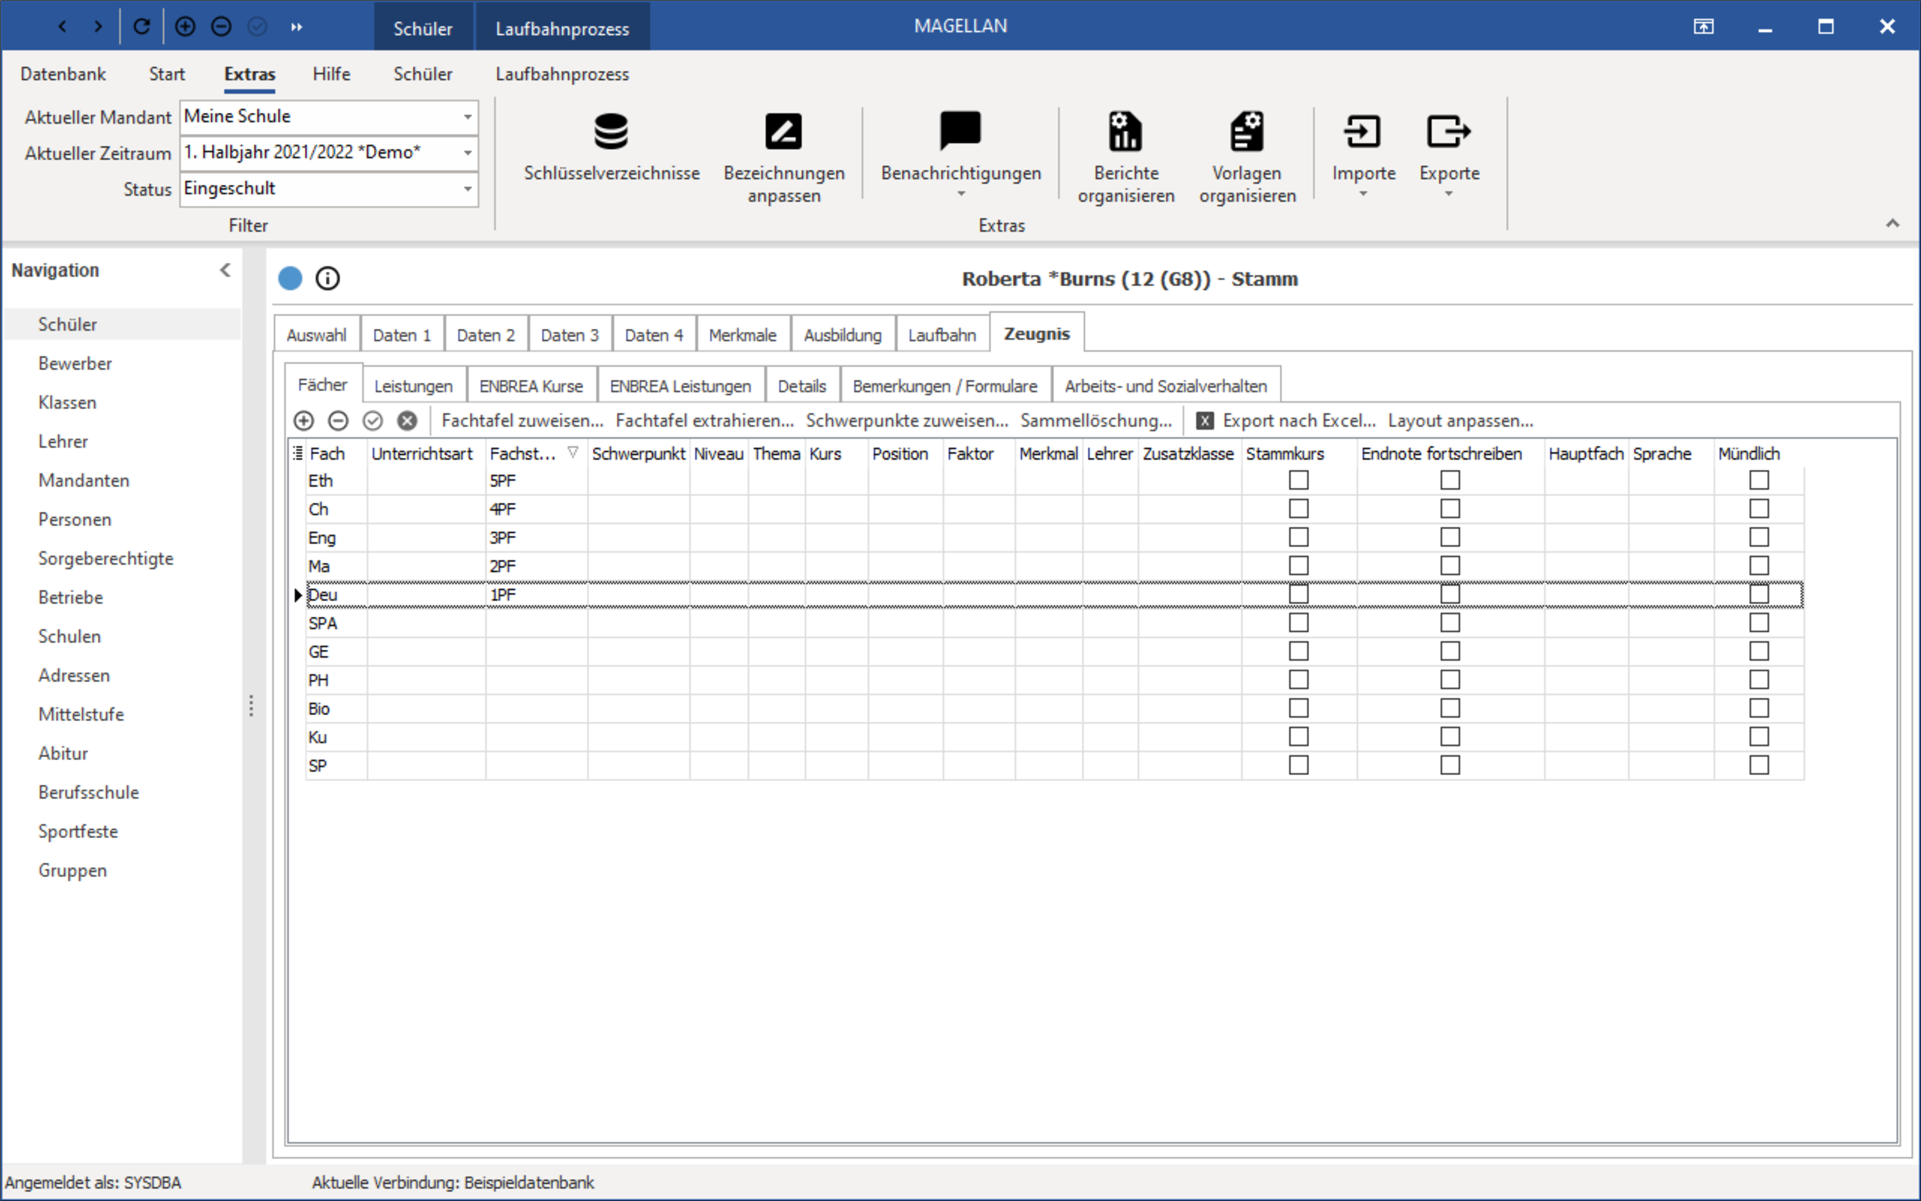 Schüler Laufbahnprozess MAGELLAN
Datenbank Start Extras Hilfe Schüler Laufbahnprozess
Aktueller Mandant Meine Schule
Aktueller Zeitraum 1. Halbjahr 2021/2022 *Demo*
Status Eingeschult
Filter
Schlüsselverzeichnisse
Bezeichnungen
anpassen
Benachrichtigungen
Berichte
organisieren
Vorlagen
organisieren
Importe
Exporte
Extras
Navigation
Schüler
Bewerber
Klassen
Lehrer
Mandanten
Personen
Sorgeberechtigte
Betriebe
Schulen
Adressen
Mittelstufe
Abitur
Berufsschule
Sportfeste
Gruppen
Roberta *Burns (12 (G8)) - Stamm
Auswahl Daten 1 Daten 2 Daten 3 Daten 4 Merkmale Ausbildung Laufbahn Zeugnis
Fächer Leistungen ENBREA Kurse ENBREA Leistungen Details Bemerkungen / Formulare Arbeits- und Sozialverhalten
Fachtafel zuweisen... Fachtafel extrahieren... Schwerpunkte zuweisen... Sammellöschung... X Export nach Excel... Layout anpassen...
Fach Unterrichtsart Fachst... Schwerpunkt Niveau Thema Kurs Position Faktor Merkmal Lehrer Zusatzklasse Stammkurs Endnote fortschreiben Hauptfach Sprache Mündlich
Eth 5PF
Ch 4PF
Eng 3PF
Ma 2PF
Deu 1PF
SPA
GE
PH
Bio
Ku
SP
Angemeldet als: SYSDBA Aktuelle Verbindung: Beispieldatenbank